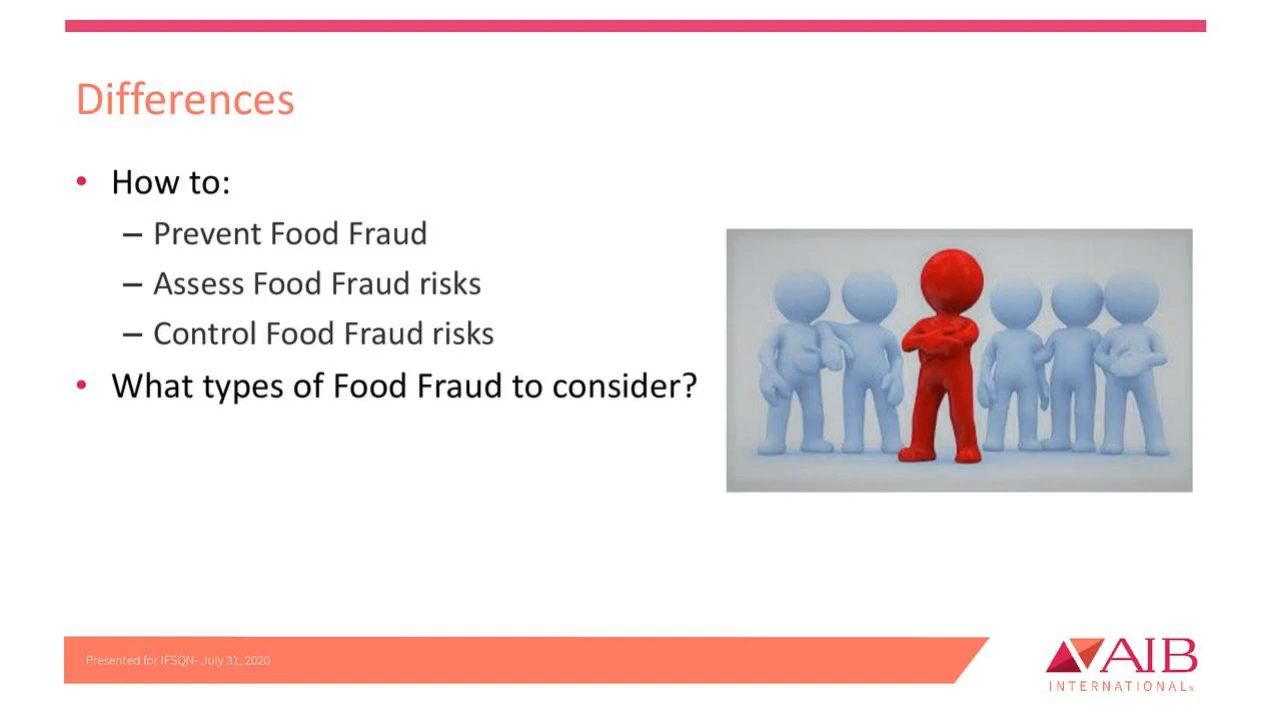 Differences
• How to:
– Prevent Food Fraud
– Assess Food Fraud risks
– Control Food Fraud risks
• What types of Food Fraud to consider?
Presented for IFSQN- July 31, 2020
AIB
INTERNATIONAL